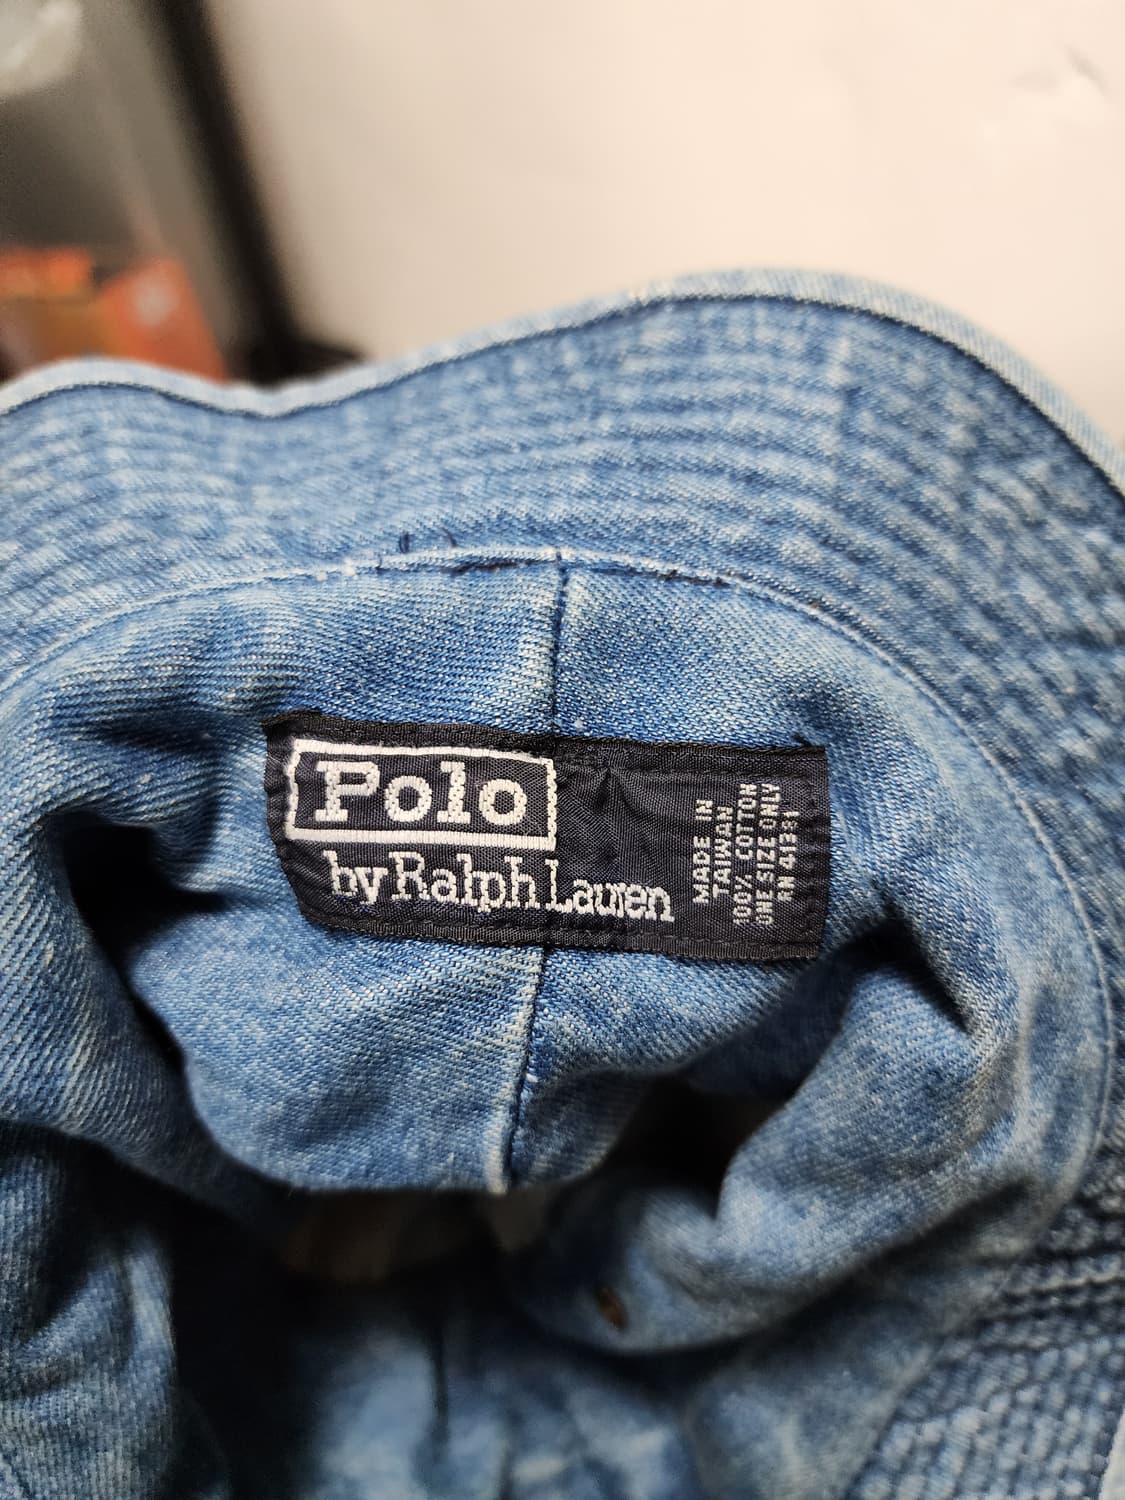 Polo
by Ralph Lauren
MADE IN
TAIWAN
100% COTTON
ONE SIZE ONLY